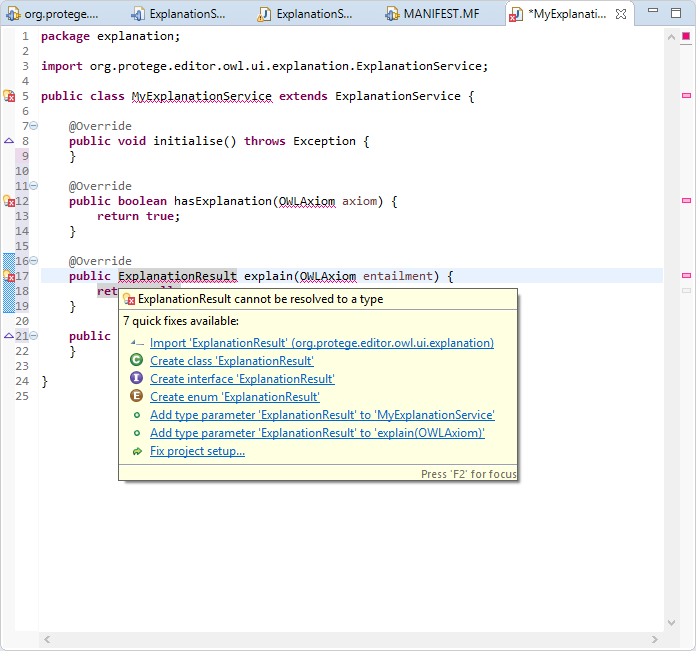 org.protege....
ExplanationS...
ExplanationS...
MANIFEST.MF
*MyExplanati...
1 package explanation;
2
3 import org.protege.editor.owl.ui.explanation.ExplanationService;
4
5 public class MyExplanationService extends ExplanationService {
6
7 @Override
8 public void initialise() throws Exception {
9 }
10
11 @Override
12 public boolean hasExplanation(OWLAxiom axiom) {
13 return true;
14 }
15
16 @Override
17 public ExplanationResult explain(OWLAxiom entailment) {
18
ExplanationResult cannot be resolved to a type
19 }
7 quick fixes available:
20
21 public
Import 'ExplanationResult' (org.protege.editor.owl.ui.explanation)
22 }
Create class 'ExplanationResult'
23
Create interface 'ExplanationResult'
24 }
Create enum 'ExplanationResult'
25
Add type parameter 'ExplanationResult' to 'MyExplanationService'
Add type parameter 'ExplanationResult' to 'explain(OWLAxiom)'
Fix project setup...
Press 'F2' for focus